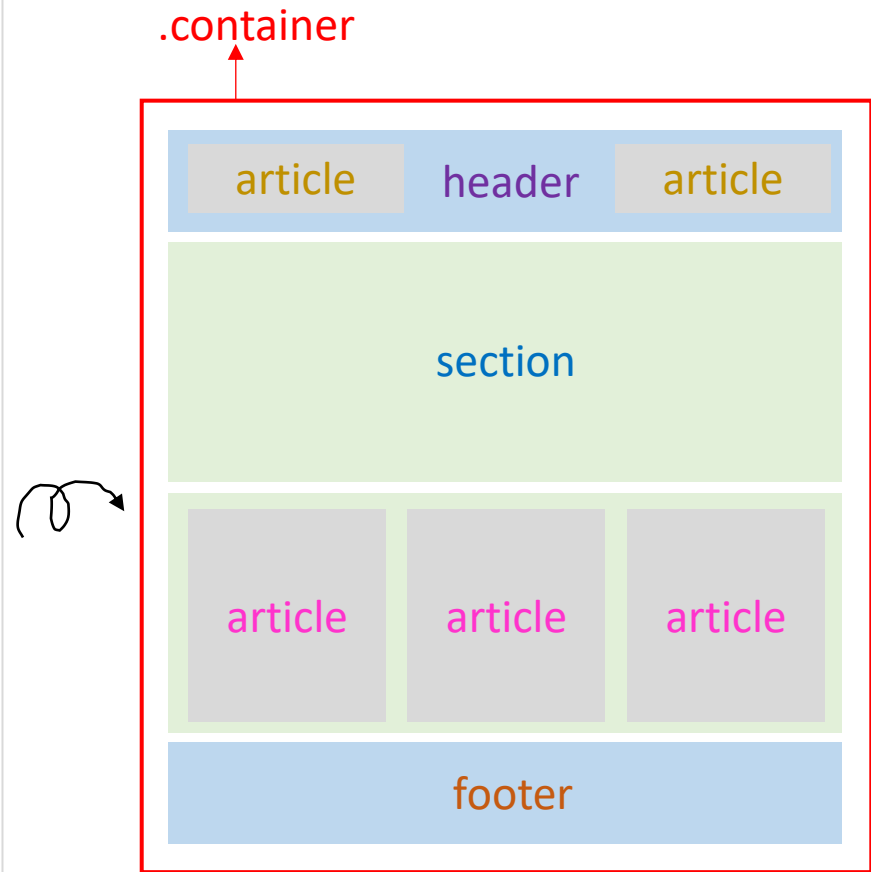 .container
article header article
section
article article article
footer